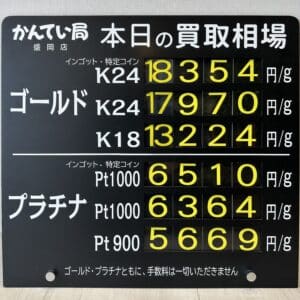 かんてい局 盛岡店 本日の買取相場
インゴット・特定コイン
K24 18354 円/g
ゴールド K24 17970 円/g
K18 13224 円/g
インゴット・特定コイン
Pt1000 6510 円/g
プラチナ Pt1000 6364 円/g
Pt900 5669 円/g
ゴールド・プラチナともに、手数料は一切いただきません